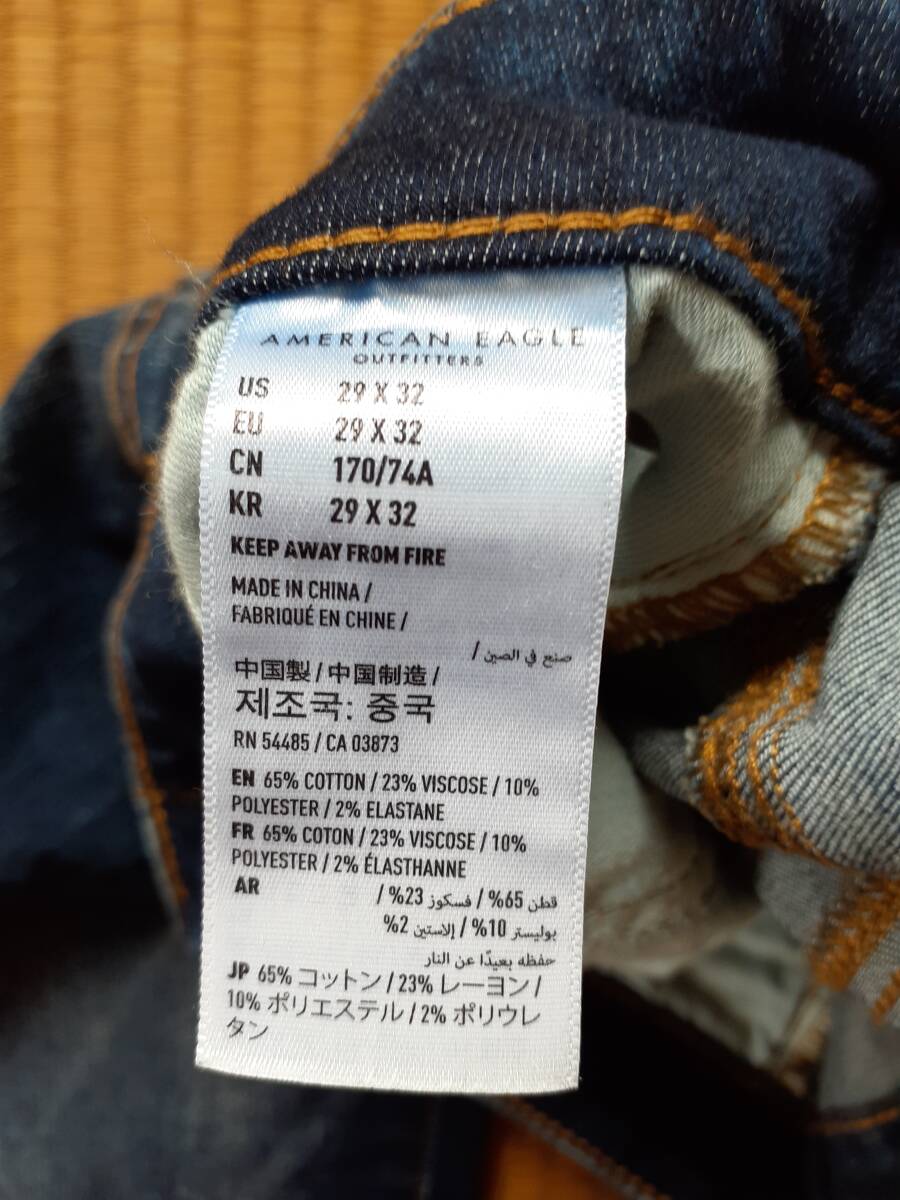 AMERICAN EAGLE
OUTFITTERS
US 29 X 32
EU 29 X 32
CN 170/74A
KR 29 X 32
KEEP AWAY FROM FIRE
MADE IN CHINA /
FABRIQUÉ EN CHINE /
صنع في الصين /
中国製 / 中国制造 /
제조국: 중국
RN 54485 / CA 03873
EN 65% COTTON / 23% VISCOSE / 10%
POLYESTER / 2% ELASTANE
FR 65% COTON / 23% VISCOSE / 10%
POLYESTER / 2% ÉLASTHANNE
AR قطن 65% / فسكوز 23% /
بوليستر 10% / إلاستين 2%
حفظه بعيدًا عن النار
JP 65% コットン / 23% レーヨン /
10% ポリエステル / 2% ポリウレ
タン